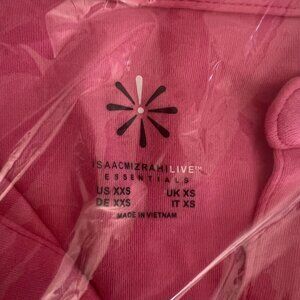 ISAACMIZRAHILIVE™
ESSENTIALS
US XXS UK XS
DE XXS IT XS
MADE IN VIETNAM